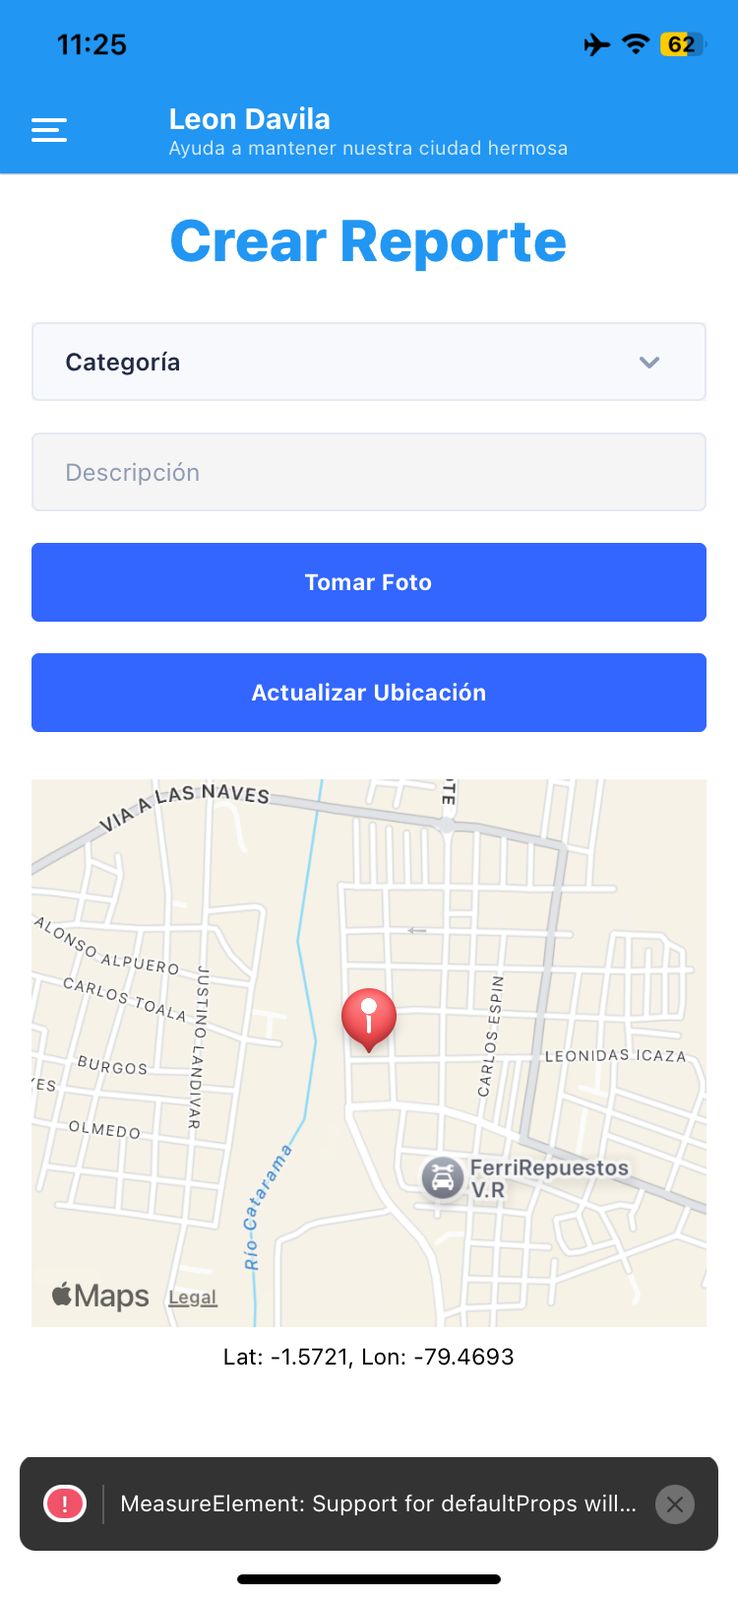 11:25
62
Leon Davila
Ayuda a mantener nuestra ciudad hermosa
Crear Reporte
Categoría
Descripción
Tomar Foto
Actualizar Ubicación
VIA A LAS NAVES
OTE
ALONSO ALPUERO
CARLOS TOALA
JUSTINO LANDIVAR
CARLOS ESPIN
LEONIDAS ICAZA
BURGOS
YES
OLMEDO
FerriRepuestos
V.R
Río Catarama
Maps
Legal
Lat: -1.5721, Lon: -79.4693
MeasureElement: Support for defaultProps will...